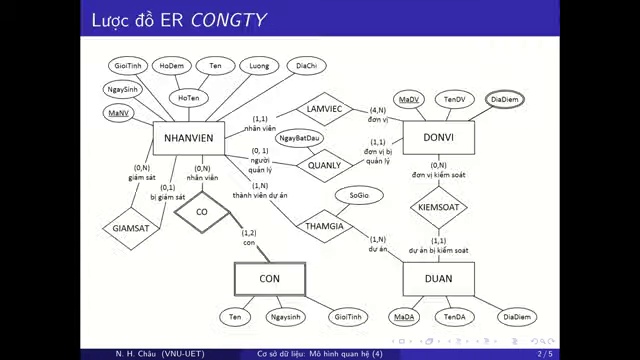 Lược đồ ER CONGTY
GioiTinh
HoDem
Ten
Luong
DiaChi
NgaySinh
HoTen
MaNV
NHANVIEN
(1,1)
nhân viên
LAMVIEC
(4,N)
đơn vị
MaDV
TenDV
DiaDiem
DONVI
NgayBatDau
(0, 1)
người
quản lý
QUANLY
(1,1)
đơn vị bị
quản lý
(0,N)
giám sát
(0,1)
bị giám sát
(0,N)
nhân viên
(1,N)
thành viên dự án
(0,N)
đơn vị kiểm soát
SoGio
CO
KIEMSOAT
GIAMSAT
THAMGIA
(1,2)
con
(1,N)
dự án
(1,1)
dự án bị kiểm soát
CON
DUAN
Ten
Ngaysinh
GioiTinh
MaDA
TenDA
DiaDiem
N. H. Châu (VNU-UET)
Cơ sở dữ liệu: Mô hình quan hệ (4)
2 / 5